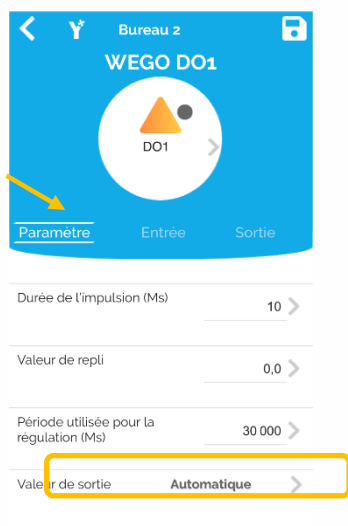 Bureau 2
WEGO DO1
DO1
Paramètre Entrée Sortie
Durée de l'impulsion (Ms)
10
Valeur de repli
0,0
Période utilisée pour la
régulation (Ms)
30 000
Valeur de sortie Automatique